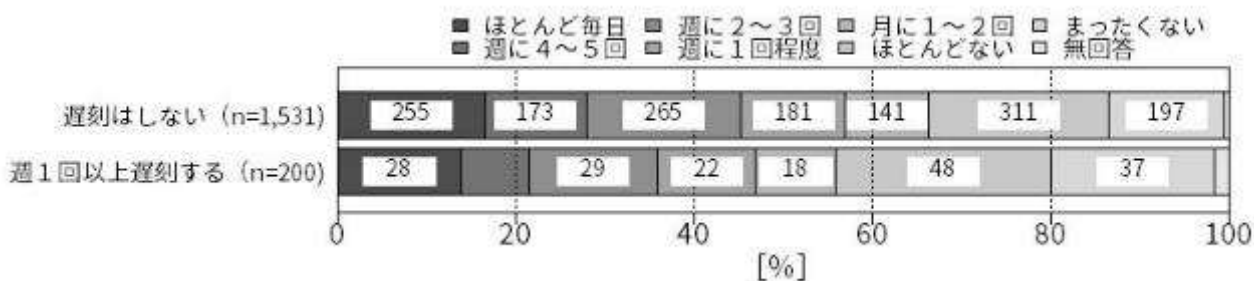 ほとんど毎日 週に2～3回 月に1～2回 まったくない
週に4～5回 週に1回程度 ほとんどない 無回答
遅刻はしない (n=1,531) 255 173 265 181 141 311 197
週1回以上遅刻する (n=200) 28 29 22 18 48 37
0 20 40 60 80 100
[%]